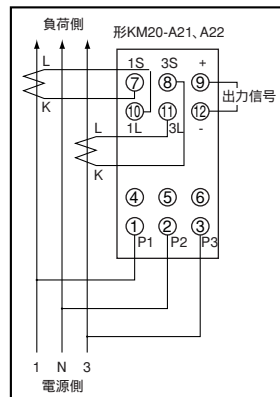 負荷側
形KM20-A21、A22
L
1S 3S +
⑦ ⑧ ⑨
K
⑩ ⑪ ⑫
出力信号
L
1L 3L -
K
④ ⑤ ⑥
① ② ③
P1 P2 P3
1 N 3
電源側